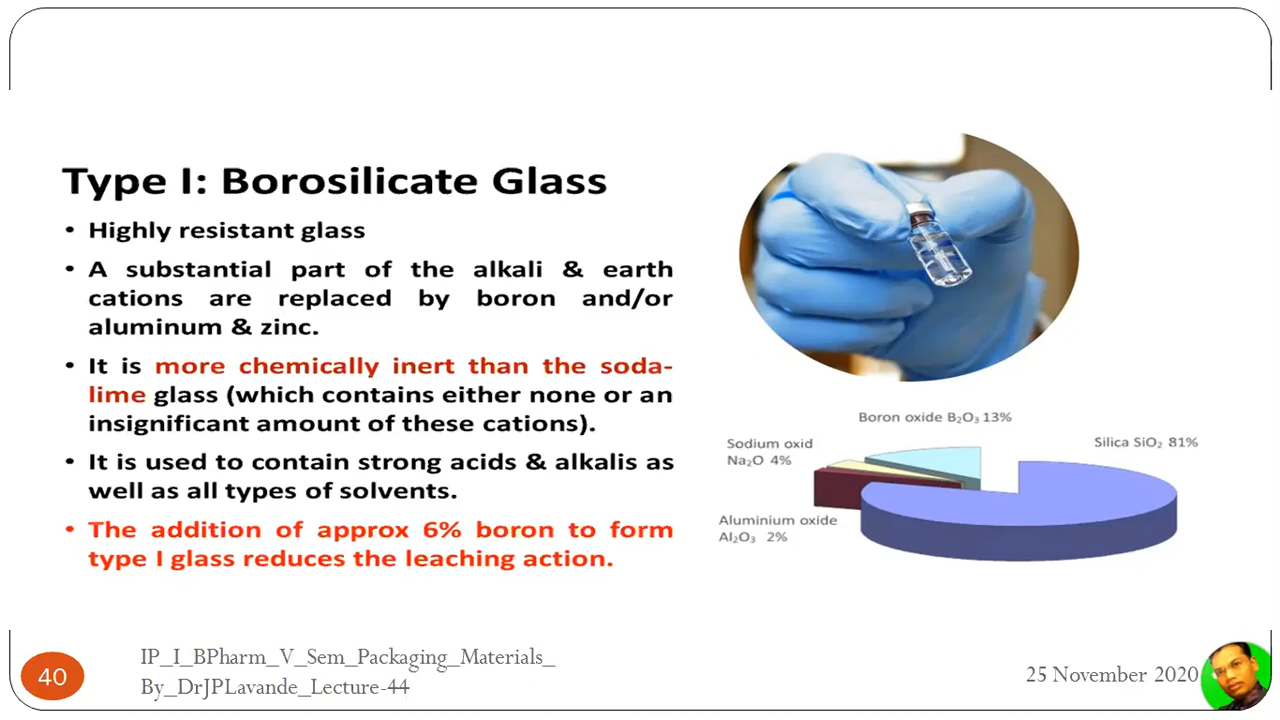 Type I: Borosilicate Glass
• Highly resistant glass
• A substantial part of the alkali & earth
cations are replaced by boron and/or
aluminum & zinc.
• It is more chemically inert than the soda-
lime glass (which contains either none or an
insignificant amount of these cations).
• It is used to contain strong acids & alkalis as
well as all types of solvents.
• The addition of approx 6% boron to form
type I glass reduces the leaching action.
Boron oxide B₂O₃ 13%
Sodium oxid
Na₂O 4%
Silica SiO₂ 81%
Aluminium oxide
Al₂O₃ 2%
40
IP_I_BPharm_V_Sem_Packaging_Materials_
By_DrJPLavande_Lecture-44
25 November 2020